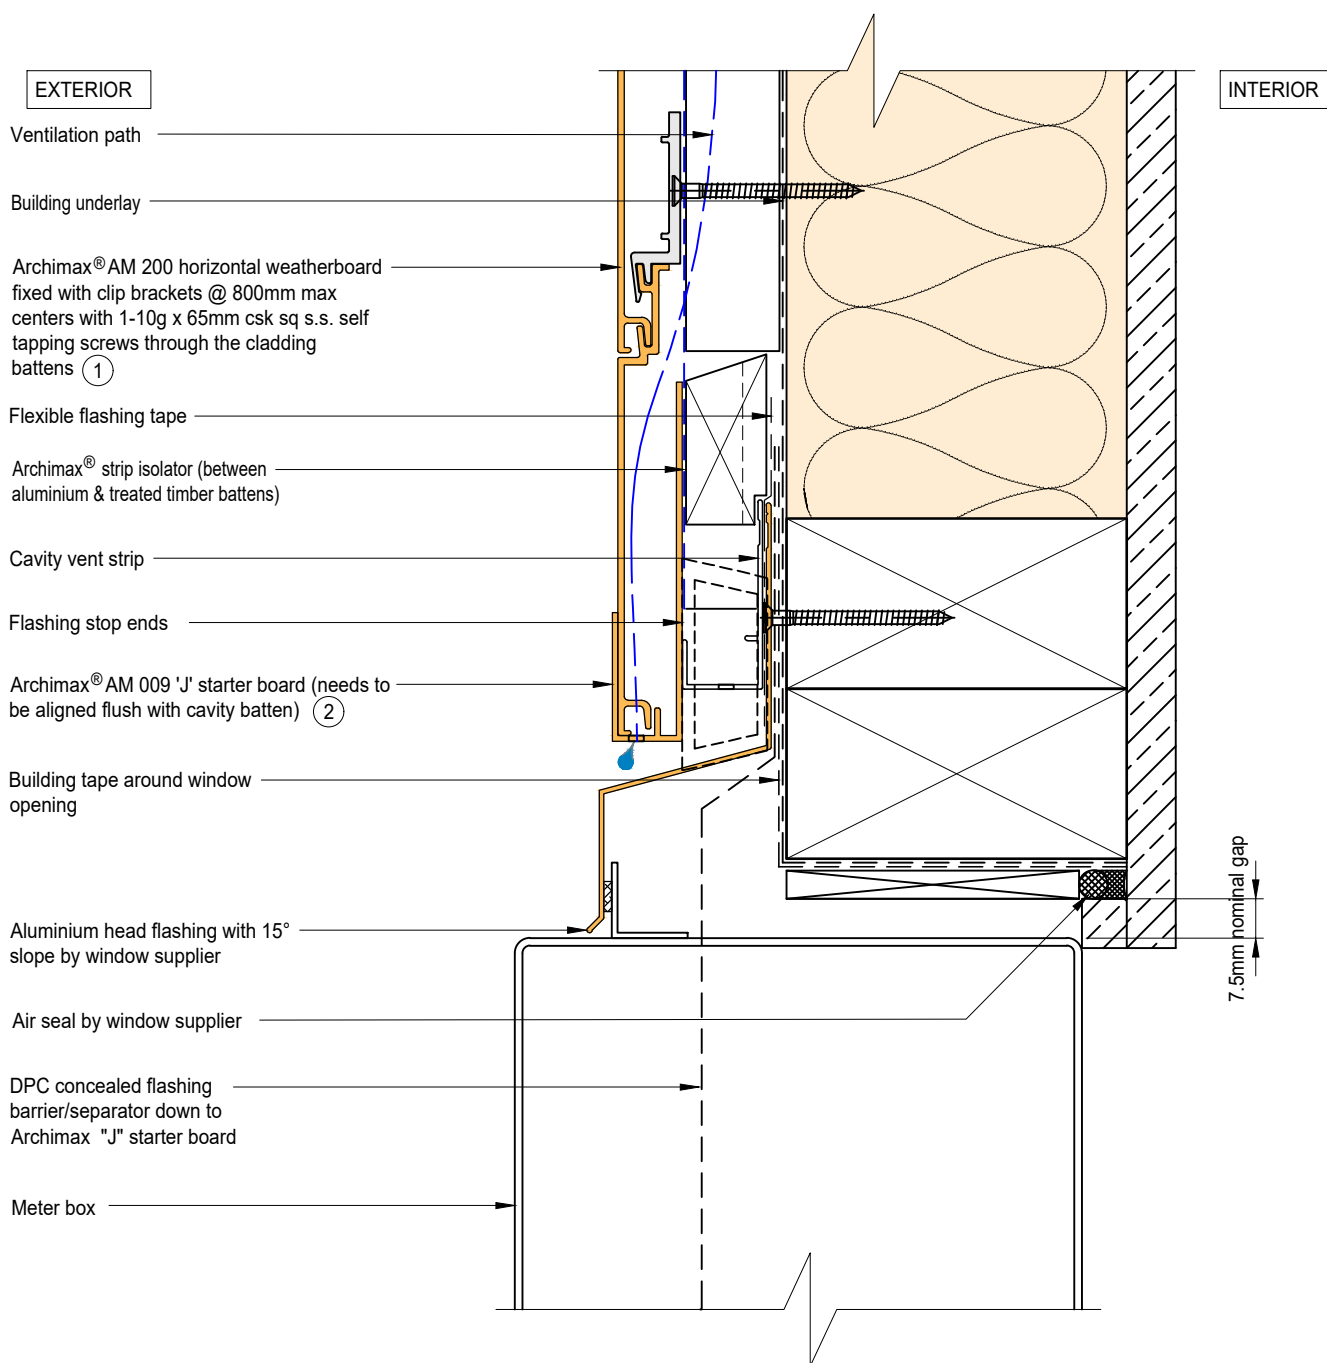 EXTERIOR
INTERIOR
Ventilation path
Building underlay
Archimax® AM 200 horizontal weatherboard
fixed with clip brackets @ 800mm max
centers with 1-10g x 65mm csk sq s.s. self
tapping screws through the cladding
battens 1
Flexible flashing tape
Archimax® strip isolator (between
aluminium & treated timber battens)
Cavity vent strip
Flashing stop ends
Archimax® AM 009 'J' starter board (needs to
be aligned flush with cavity batten) 2
Building tape around window
opening
7.5mm nominal gap
Aluminium head flashing with 15°
slope by window supplier
Air seal by window supplier
DPC concealed flashing
barrier/separator down to
Archimax "J" starter board
Meter box